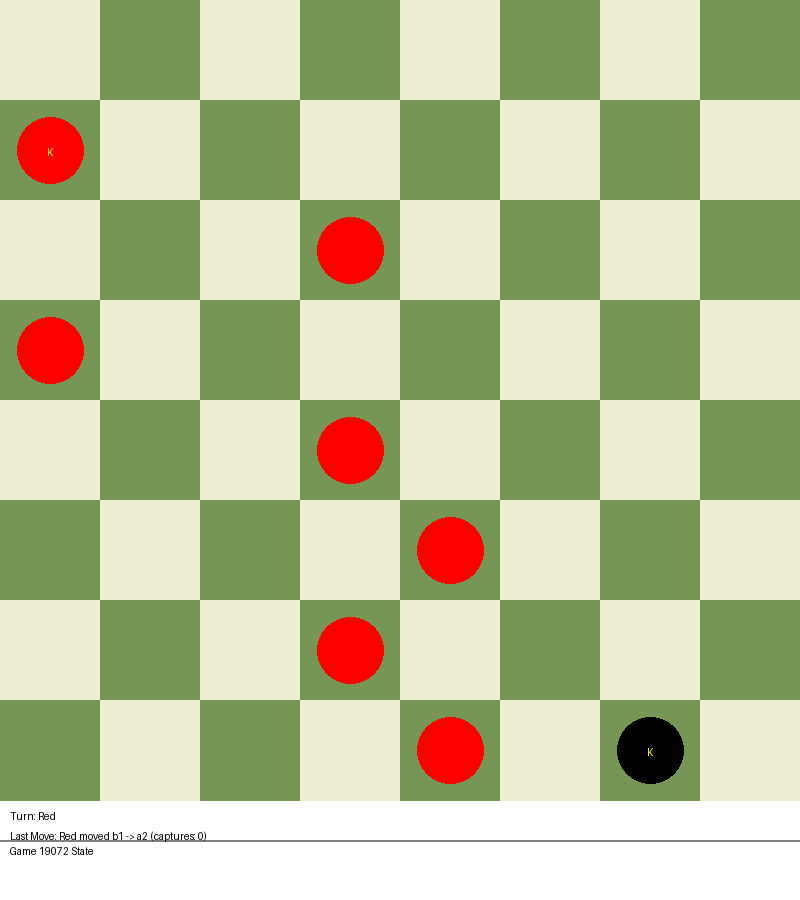 K
K
Turn: Red
Last Move: Red moved b1 -> a2 (captures: 0)
Game 19072 State